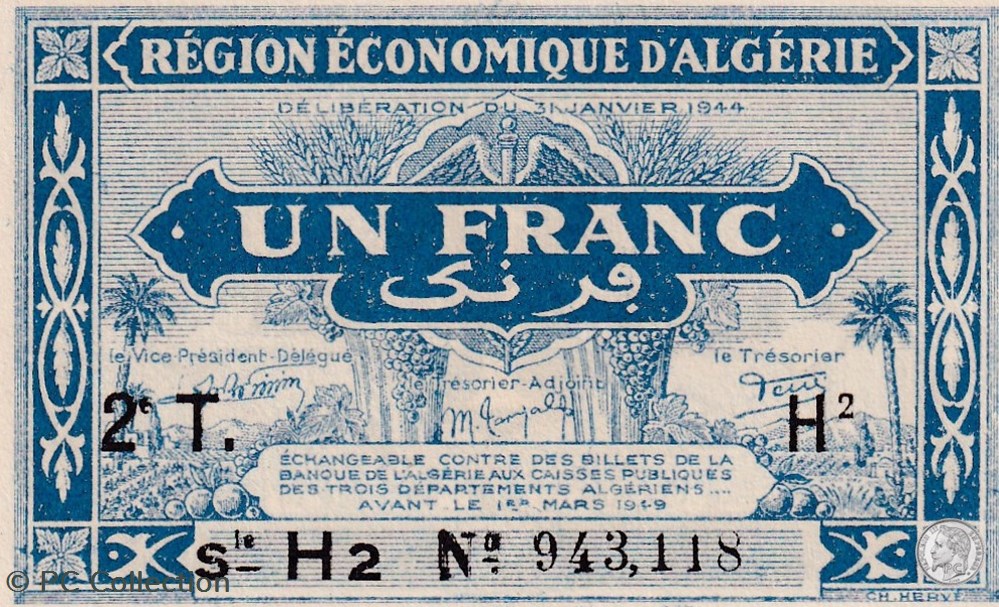 RÉGION ÉCONOMIQUE D'ALGÉRIE
DÉLIBÉRATION DU 31 JANVIER 1944
UN FRANC
فرنك
le Vice-Président-Délégué
le Trésorier
le Trésorier-Adjoint
2e T.
H2
ÉCHANGEABLE CONTRE DES BILLETS DE LA
BANQUE DE L'ALGÉRIE AUX CAISSES PUBLIQUES
DES TROIS DÉPARTEMENTS ALGÉRIENS ....
AVANT LE 1ER MARS 1949
Sie H2 No 943,118
© PC Collection
PC
CH. HERVÉ